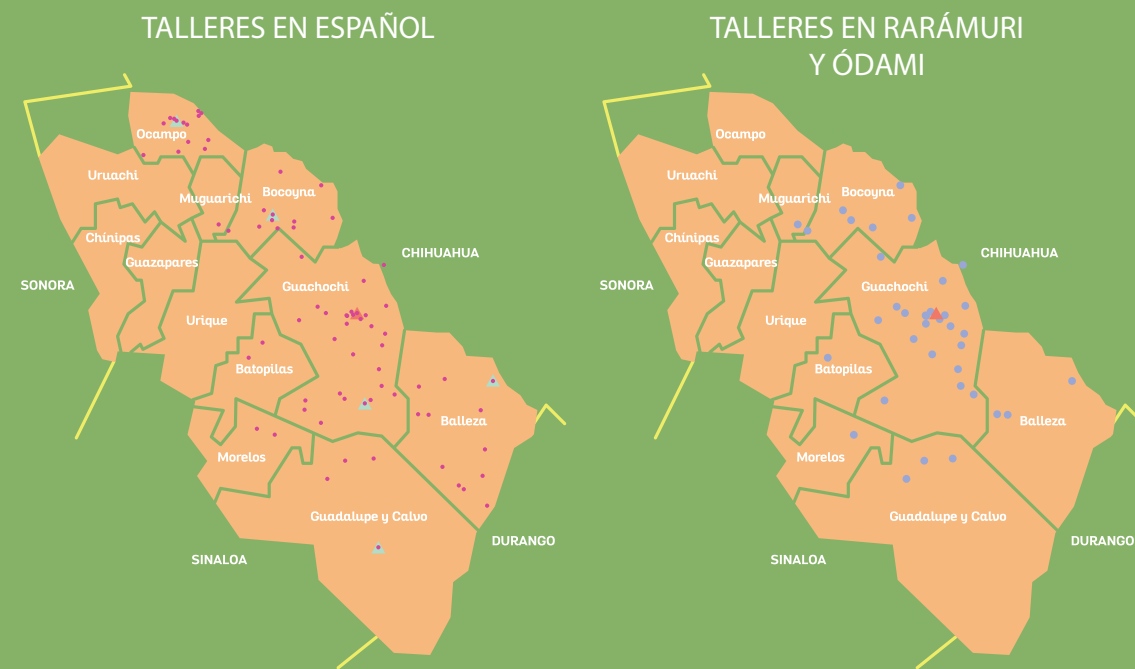 TALLERES EN ESPAÑOL
Ocampo
Uruachi
Muguarichi
Bocoyna
Chínipas
Guazapares
CHIHUAHUA
SONORA
Guachochi
Urique
Batopilas
Balleza
Morelos
Guadalupe y Calvo
DURANGO
SINALOA
TALLERES EN RARÁMURI
Y ÓDAMI
Ocampo
Uruachi
Muguarichi
Bocoyna
Chínipas
Guazapares
CHIHUAHUA
SONORA
Guachochi
Urique
Batopilas
Balleza
Morelos
Guadalupe y Calvo
DURANGO
SINALOA